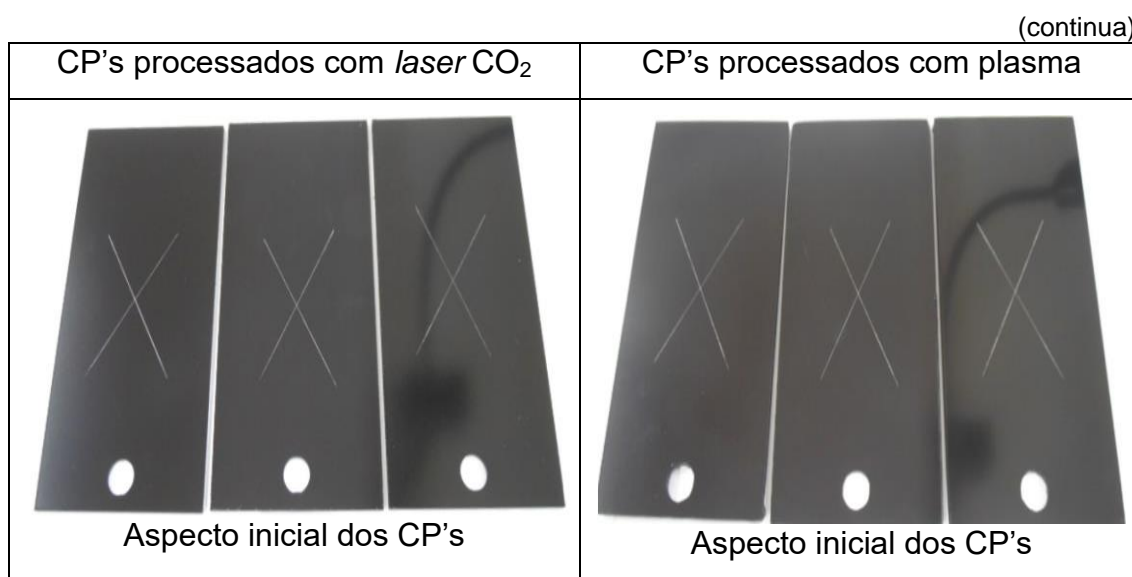 (continua)
CP's processados com laser CO₂
CP's processados com plasma
Aspecto inicial dos CP's
Aspecto inicial dos CP's